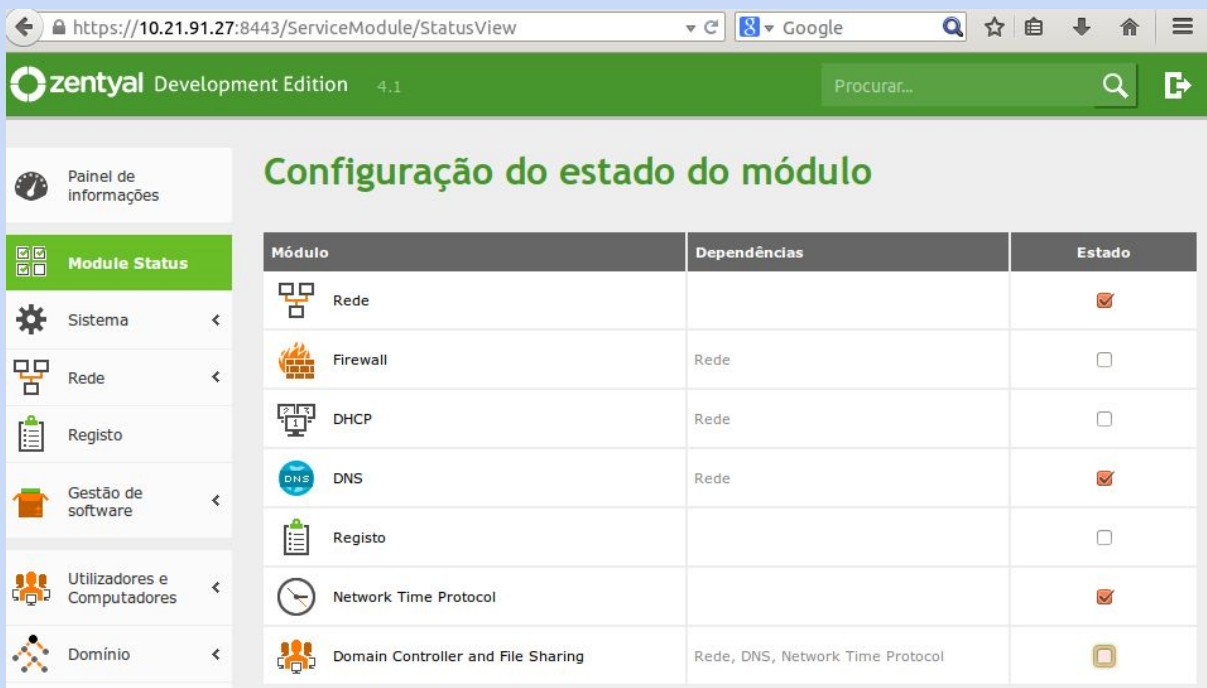 https://10.21.91.27:8443/ServiceModule/StatusView
8 Google
zentyal Development Edition 4.1
Procurar...
Painel de
informações
Module Status
Sistema
Rede
Registo
Gestão de
software
Utilizadores e
Computadores
Domínio
Configuração do estado do módulo
Módulo Dependências Estado
Rede
Firewall Rede
DHCP Rede
DNS DNS Rede
Registo
Network Time Protocol
Domain Controller and File Sharing Rede, DNS, Network Time Protocol